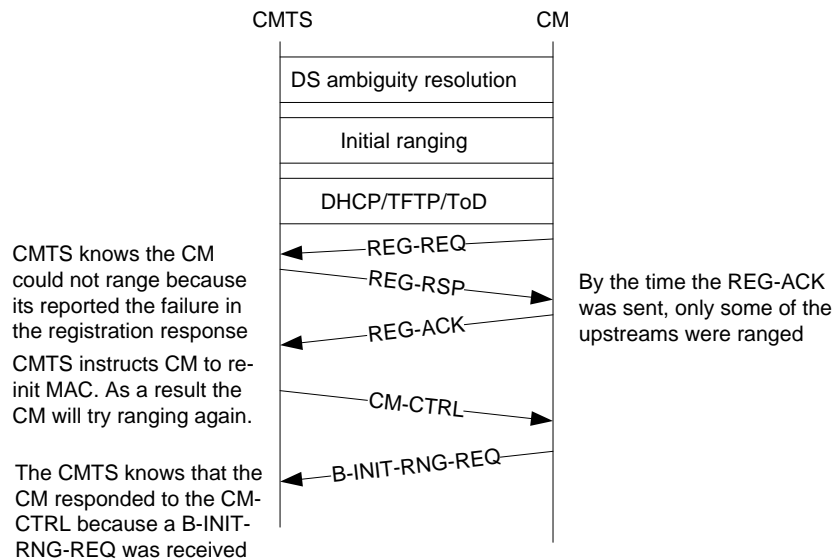 CMTS
CM
DS ambiguity resolution
Initial ranging
DHCP/TFTP/ToD
REG-REQ
CMTS knows the CM
could not range because
its reported the failure in
the registration response
REG-RSP
By the time the REG-ACK
was sent, only some of the
upstreams were ranged
REG-ACK
CMTS instructs CM to re-
init MAC. As a result the
CM will try ranging again.
CM-CTRL
B-INIT-RNG-REQ
The CMTS knows that the
CM responded to the CM-
CTRL because a B-INIT-
RNG-REQ was received